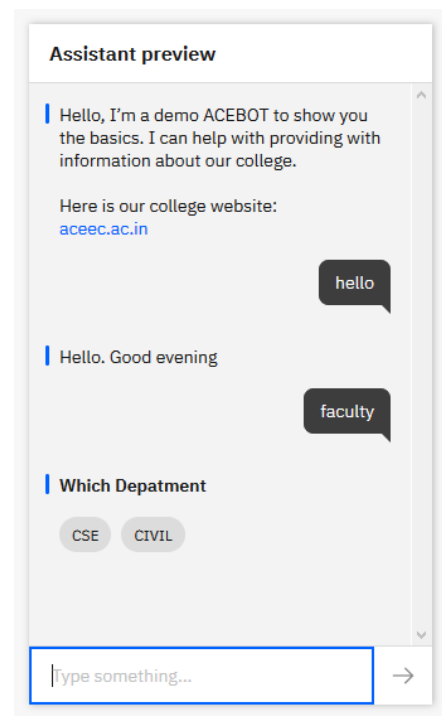 Assistant preview
Hello, I'm a demo ACEBOT to show you
the basics. I can help with providing with
information about our college.
Here is our college website:
aceec.ac.in
hello
Hello. Good evening
faculty
Which Depatment
CSE CIVIL
Type something...